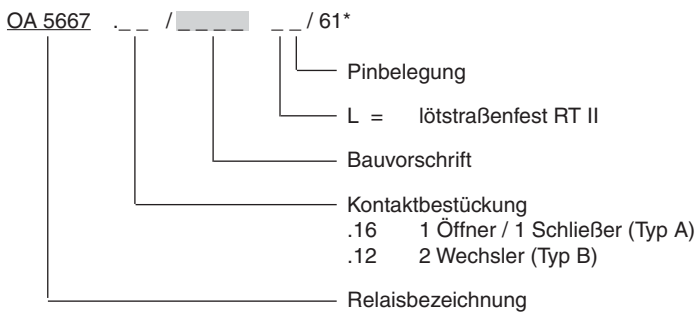 OA 5667 ._ _ / _ _ _ _ _ _ / 61*
Pinbelegung
L = lötstraßenfest RT II
Bauvorschrift
Kontaktbestückung
.16 1 Öffner / 1 Schließer (Typ A)
.12 2 Wechsler (Typ B)
Relaisbezeichnung